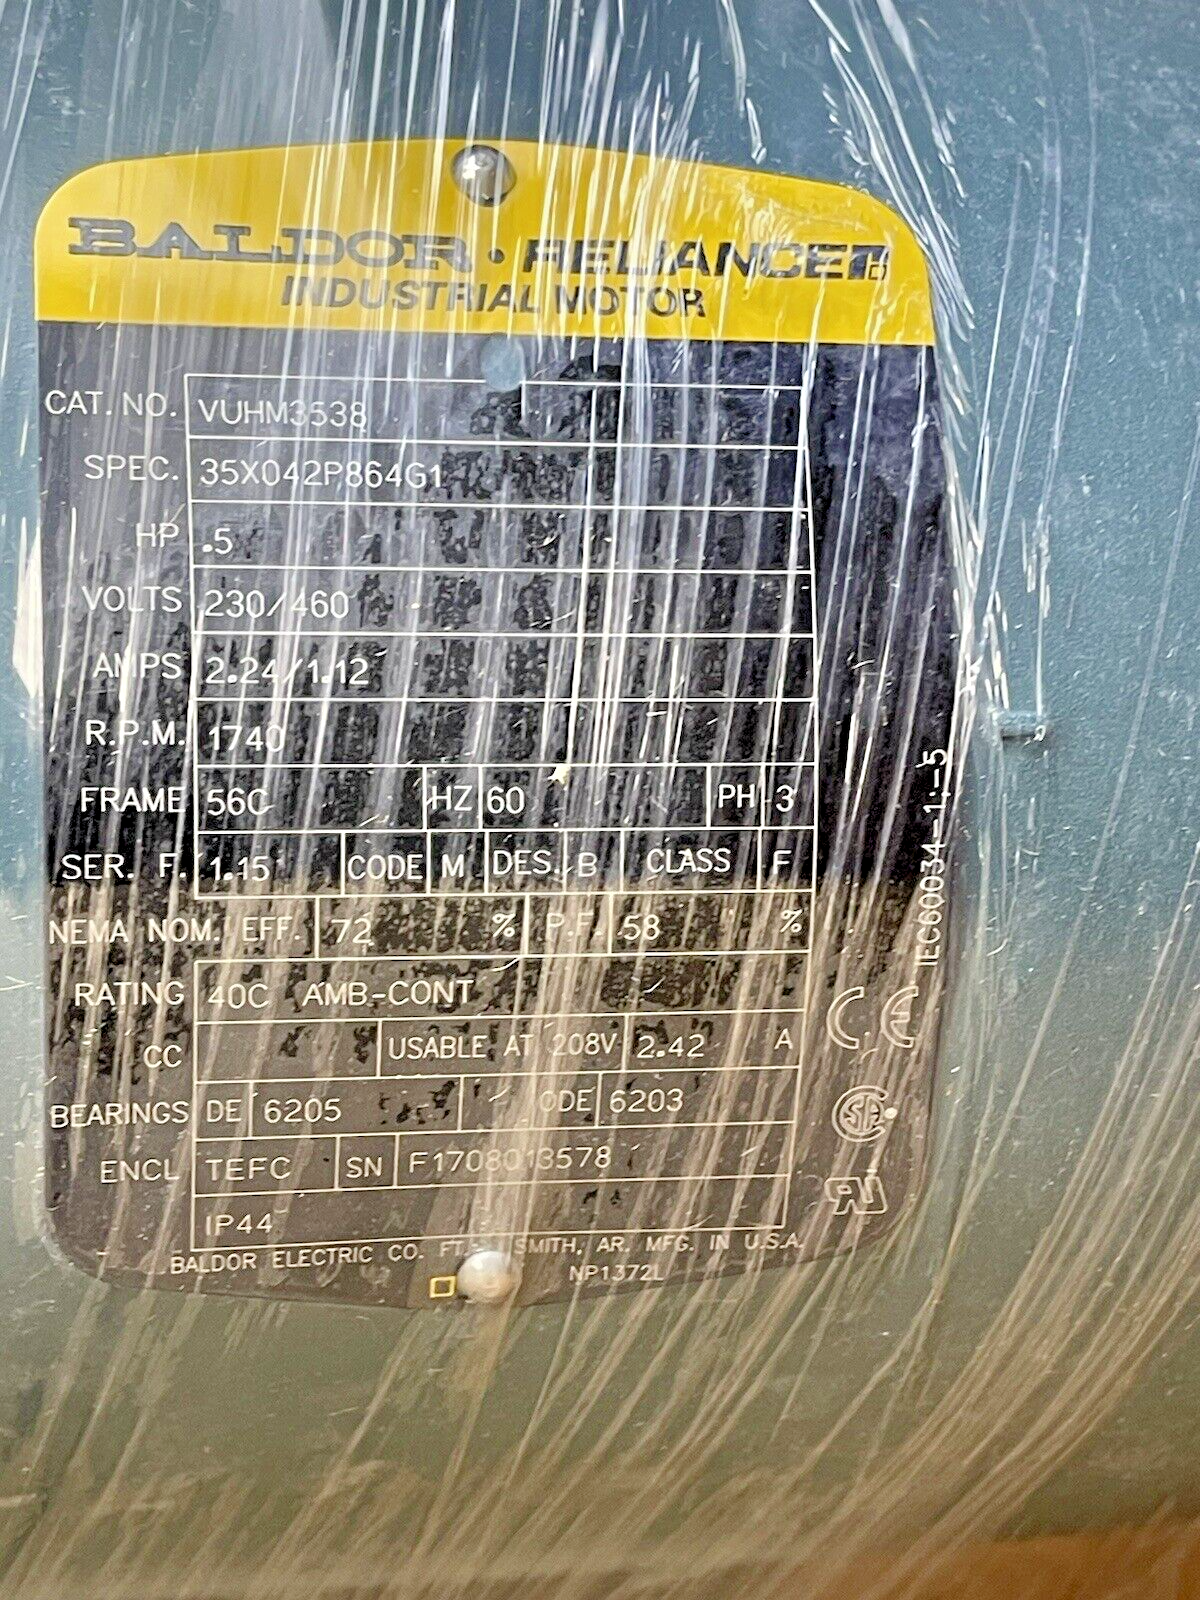 BALDOR • RELIANCE
INDUSTRIAL MOTOR
CAT. NO. VUHM3538
SPEC. 35X042P864G1
HP .5
VOLTS 230/460
AMPS 2.24/1.12
R.P.M. 1740
FRAME 56C HZ 60 PH 3
SER. F. 1.15 CODE M DES. B CLASS F
NEMA NOM. EFF. 72 % P.F. 58 %
RATING 40C AMB-CONT
CC USABLE AT 208V 2.42 A
BEARINGS DE 6205 ODE 6203
ENCL TEFC SN F1708013578
IP44
BALDOR ELECTRIC CO. FT. SMITH, AR. MFG. IN U.S.A.
NP1372L
IEC60034-1;-5
CE
SA